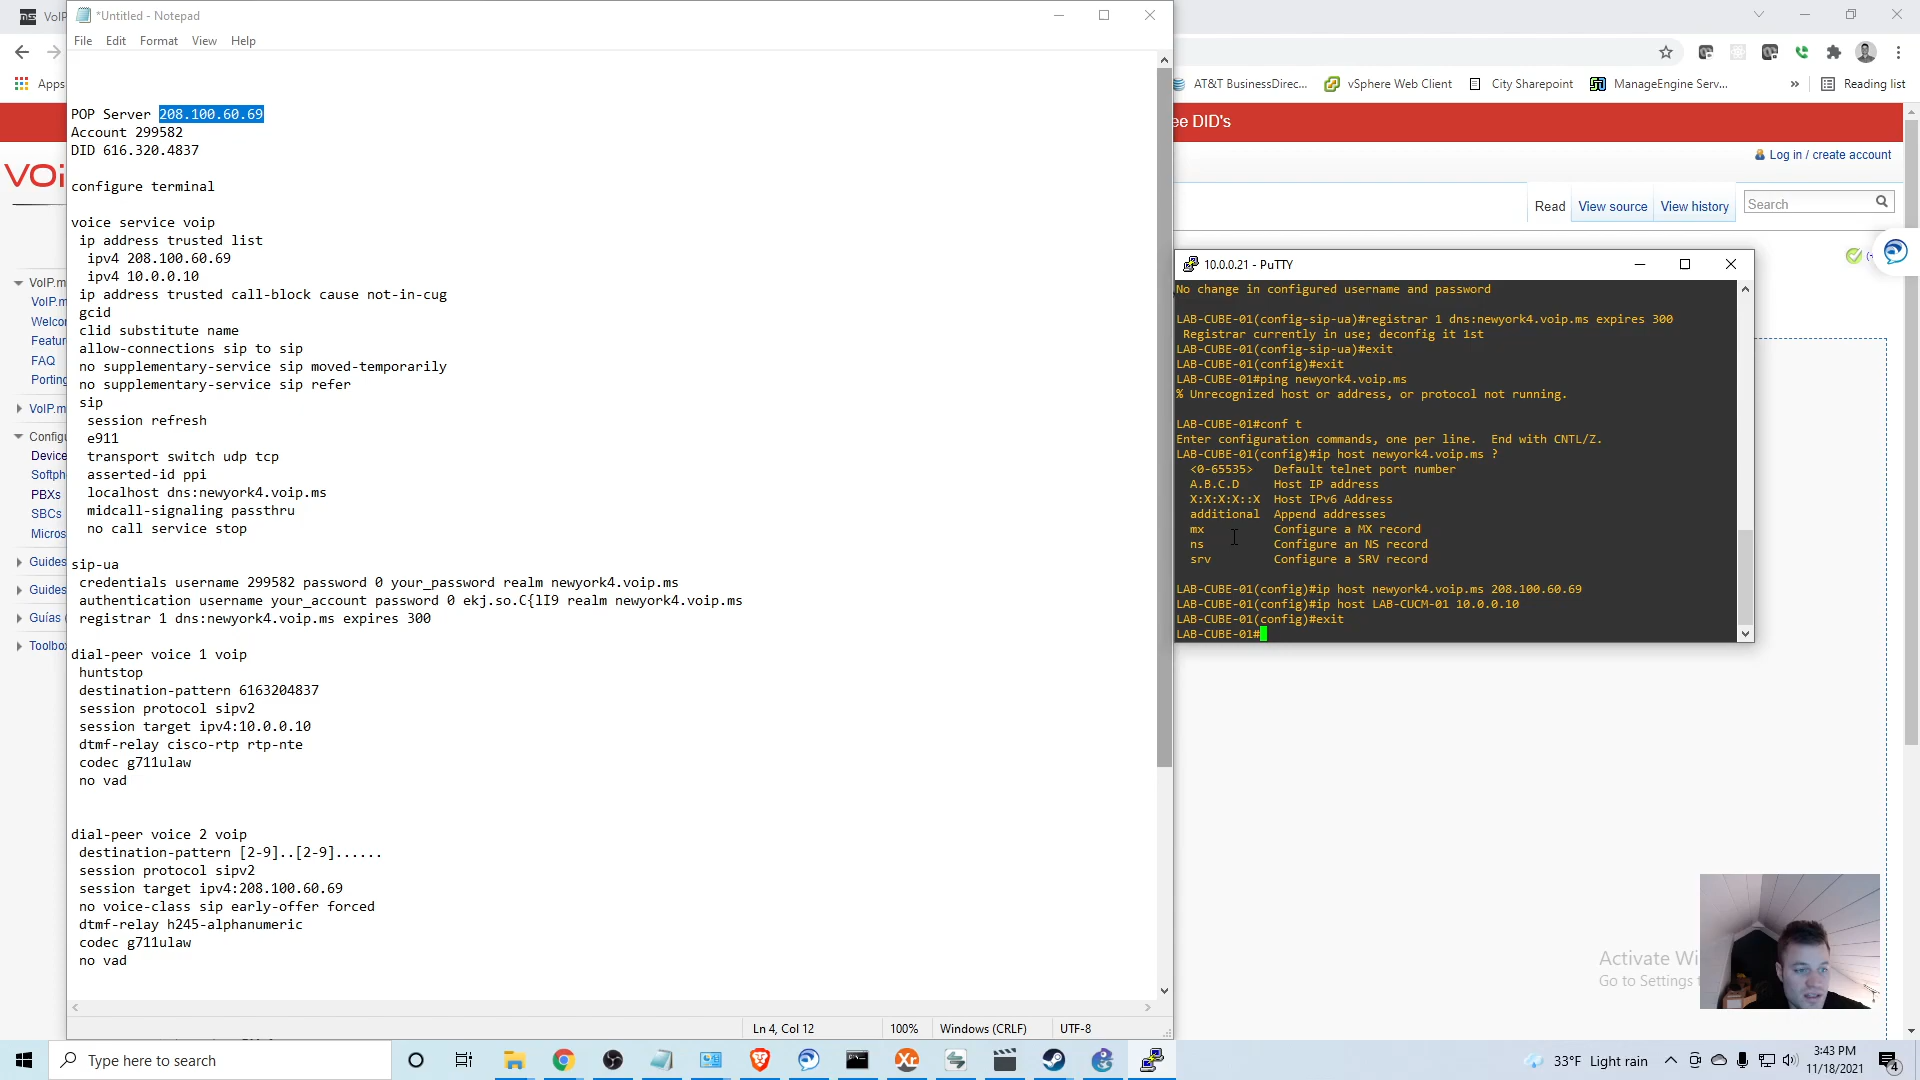 *Untitled - Notepad
File Edit Format View Help
POP Server 208.100.60.69
Account 299582
DID 616.320.4837
configure terminal
voice service voip
ip address trusted list
ipv4 208.100.60.69
ipv4 10.0.0.10
ip address trusted call-block cause not-in-cug
gcid
clid substitute name
allow-connections sip to sip
no supplementary-service sip moved-temporarily
no supplementary-service sip refer
sip
session refresh
e911
transport switch udp tcp
asserted-id ppi
localhost dns:newyork4.voip.ms
midcall-signaling passthru
no call service stop
sip-ua
credentials username 299582 password 0 your_password realm newyork4.voip.ms
authentication username your_account password 0 ekj.so.C{lI9 realm newyork4.voip.ms
registrar 1 dns:newyork4.voip.ms expires 300
dial-peer voice 1 voip
huntstop
destination-pattern 6163204837
session protocol sipv2
session target ipv4:10.0.0.10
dtmf-relay cisco-rtp rtp-nte
codec g711ulaw
no vad
dial-peer voice 2 voip
destination-pattern [2-9]..[2-9]......
session protocol sipv2
session target ipv4:208.100.60.69
no voice-class sip early-offer forced
dtmf-relay h245-alphanumeric
codec g711ulaw
no vad
Ln 4, Col 12 100% Windows (CRLF) UTF-8
VoIP
Apps
VOi
VoIP.m
VoIP.m
Welcom
Featur
FAQ
Porting
VoIP.m
Configu
Device
Softph
PBXs
SBCs
Micros
Guides
Guides
Guías
Toolbox
AT&T BusinessDirec... vSphere Web Client City Sharepoint ManageEngine Serv... » Reading list
ee DID's
Log in / create account
Read View source View history Search
10.0.0.21 - PuTTY
No change in configured username and password
LAB-CUBE-01(config-sip-ua)#registrar 1 dns:newyork4.voip.ms expires 300
Registrar currently in use; deconfig it 1st
LAB-CUBE-01(config-sip-ua)#exit
LAB-CUBE-01(config)#exit
LAB-CUBE-01#ping newyork4.voip.ms
% Unrecognized host or address, or protocol not running.
LAB-CUBE-01#conf t
Enter configuration commands, one per line. End with CNTL/Z.
LAB-CUBE-01(config)#ip host newyork4.voip.ms ?
<0-65535> Default telnet port number
A.B.C.D Host IP address
X:X:X:X::X Host IPv6 Address
additional Append addresses
mx Configure a MX record
ns Configure an NS record
srv Configure a SRV record
LAB-CUBE-01(config)#ip host newyork4.voip.ms 208.100.60.69
LAB-CUBE-01(config)#ip host LAB-CUCM-01 10.0.0.10
LAB-CUBE-01(config)#exit
LAB-CUBE-01#
Activate Wi
Go to Settings t
Type here to search
33°F Light rain
3:43 PM
11/18/2021
4